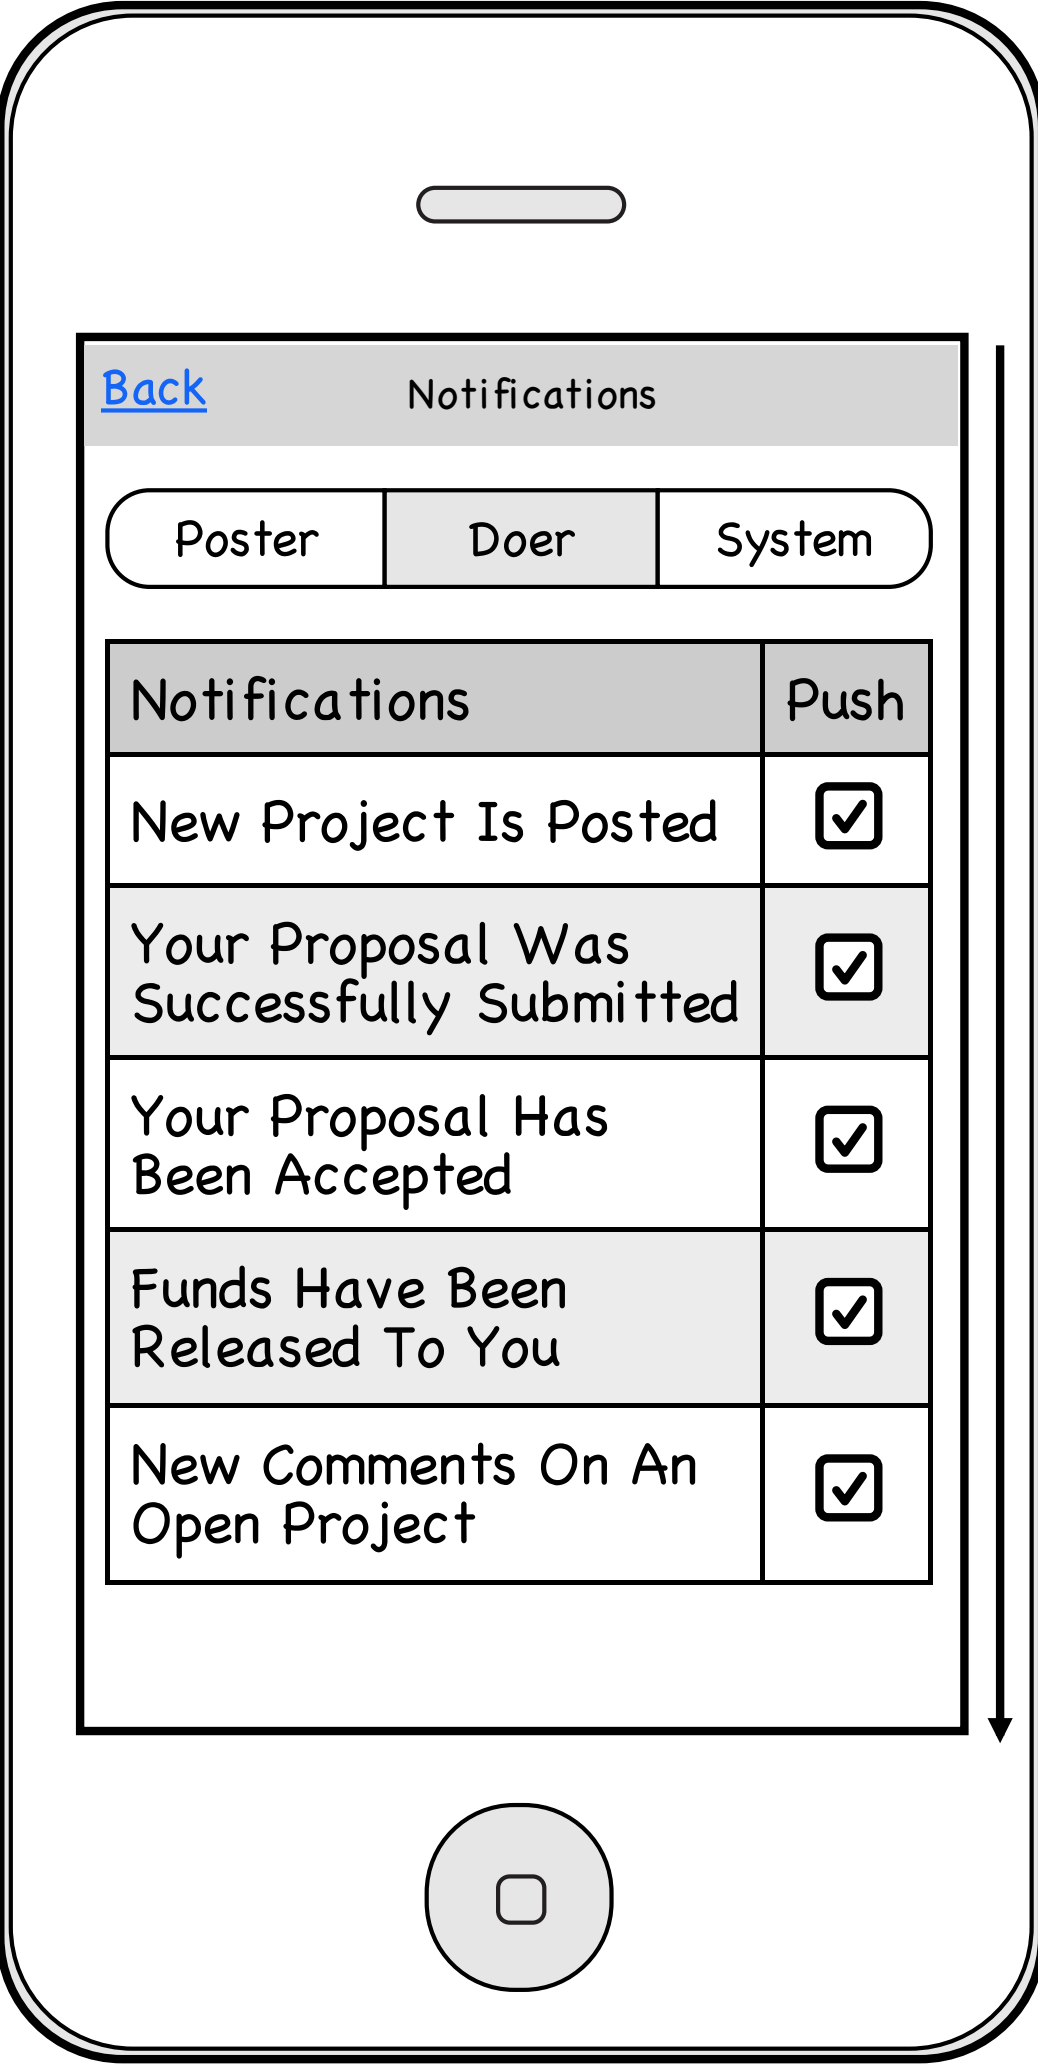 Back Notifications
Poster Doer System
Notifications Push
New Project Is Posted
Your Proposal Was
Successfully Submitted
Your Proposal Has
Been Accepted
Funds Have Been
Released To You
New Comments On An
Open Project